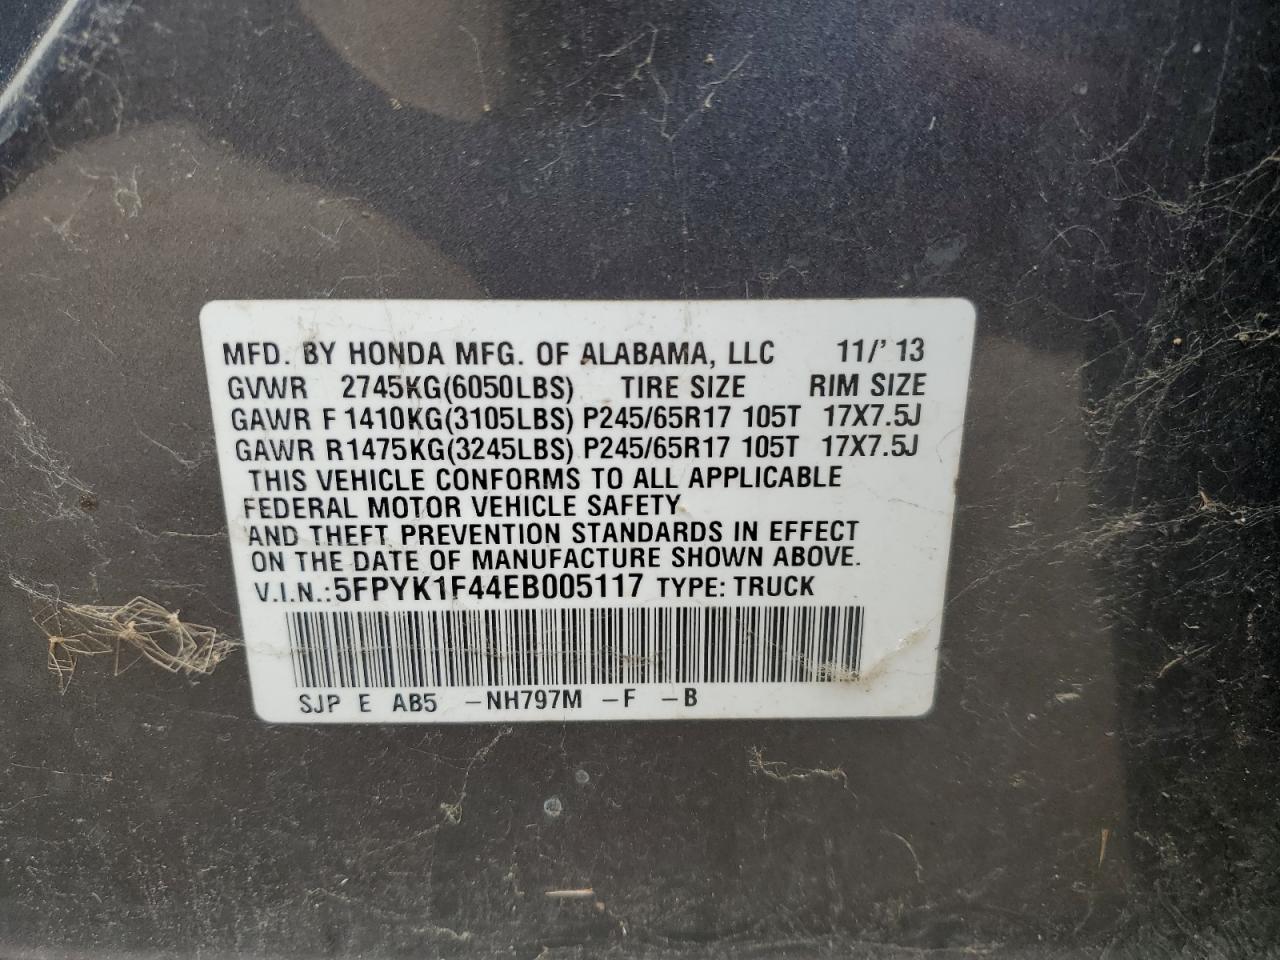 MFD. BY HONDA MFG. OF ALABAMA, LLC 11/'13
GVWR 2745KG(6050LBS) TIRE SIZE RIM SIZE
GAWR F 1410KG(3105LBS) P245/65R17 105T 17X7.5J
GAWR R1475KG(3245LBS) P245/65R17 105T 17X7.5J
THIS VEHICLE CONFORMS TO ALL APPLICABLE
FEDERAL MOTOR VEHICLE SAFETY
AND THEFT PREVENTION STANDARDS IN EFFECT
ON THE DATE OF MANUFACTURE SHOWN ABOVE.
V.I.N.:5FPYK1F44EB005117 TYPE: TRUCK
SJP E AB5 -NH797M -F -B